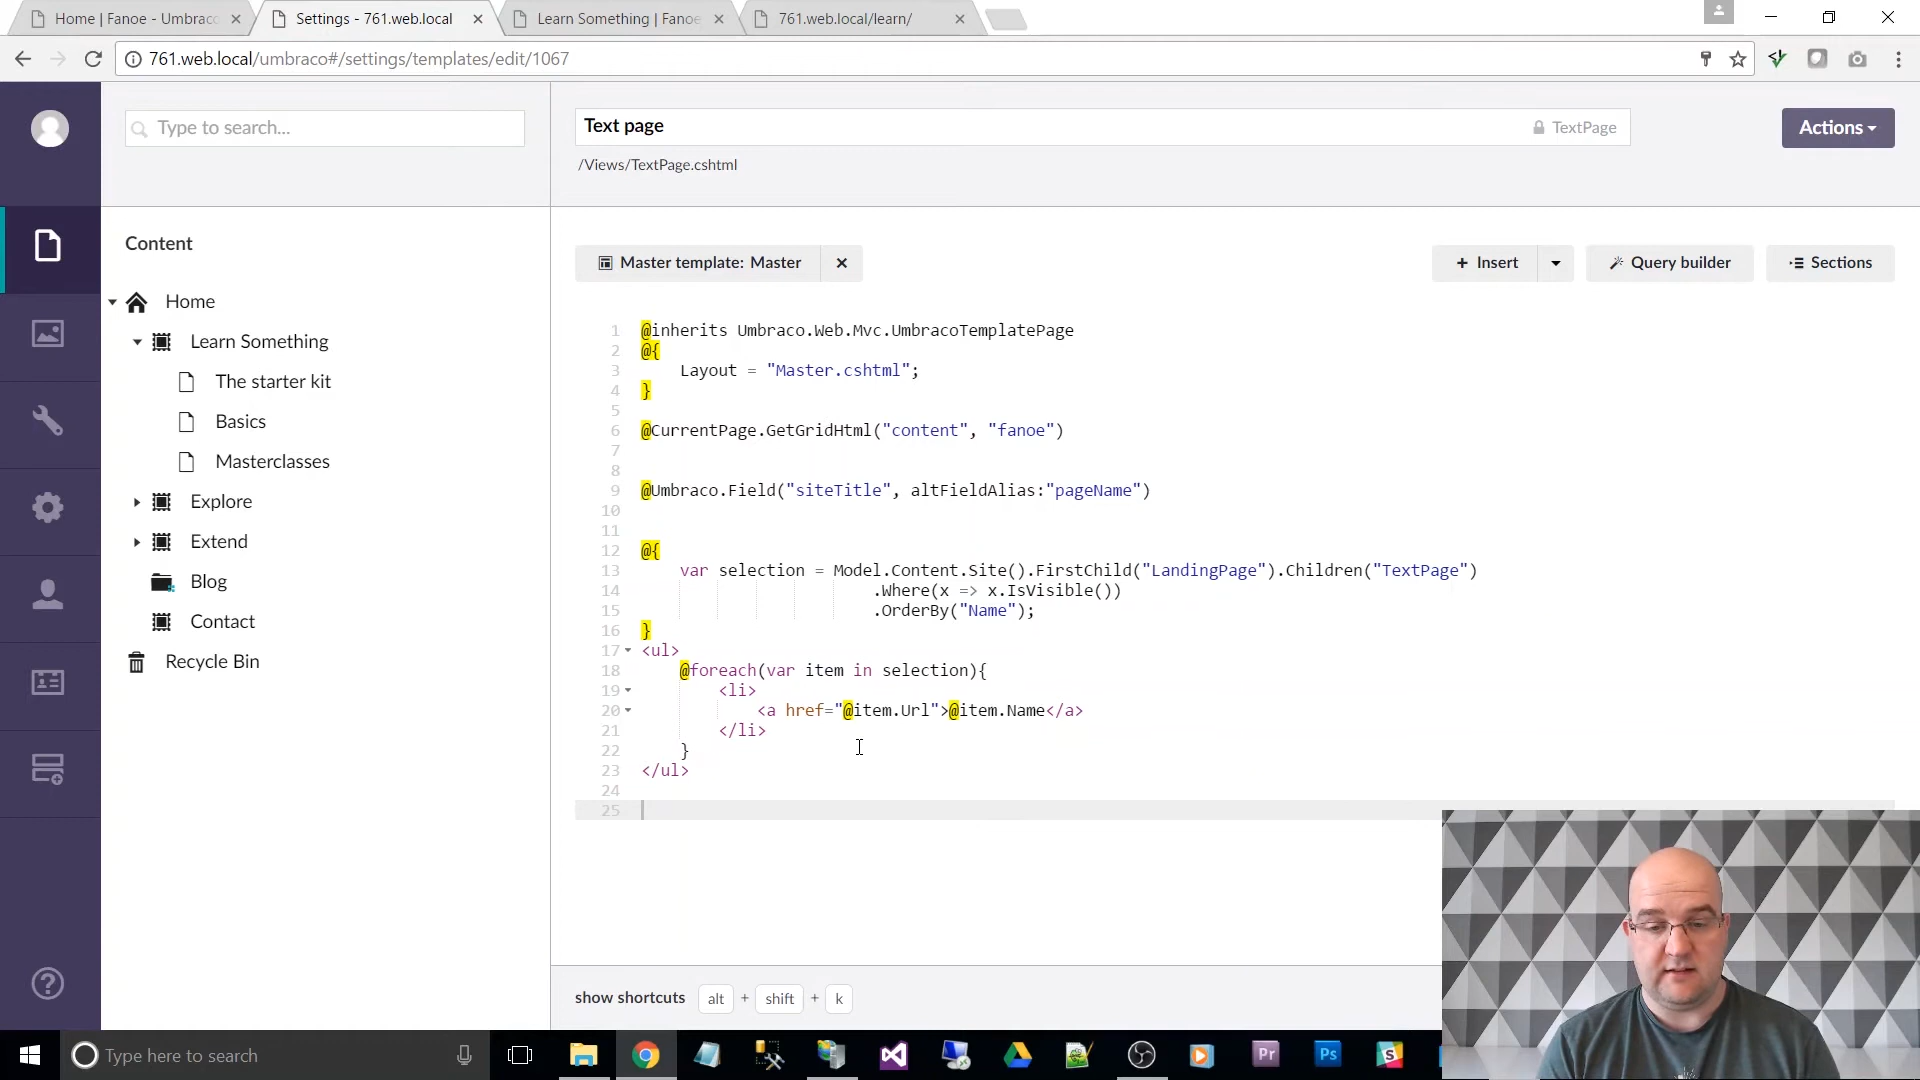 Home | Fanoe - Umbraco
Settings - 761.web.local
Learn Something | Fanoe
761.web.local/learn/
761.web.local/umbraco#/settings/templates/edit/1067
Type to search...
Text page
TextPage
Actions
/Views/TextPage.cshtml
Content
Home
Learn Something
The starter kit
Basics
Masterclasses
Explore
Extend
Blog
Contact
Recycle Bin
Master template: Master
Insert
Query builder
Sections
1 @inherits Umbraco.Web.Mvc.UmbracoTemplatePage
2 @{
3 Layout = "Master.cshtml";
4 }
5
6 @CurrentPage.GetGridHtml("content", "fanoe")
7
8
9 @Umbraco.Field("siteTitle", altFieldAlias:"pageName")
10
11
12 @{
13 var selection = Model.Content.Site().FirstChild("LandingPage").Children("TextPage")
14 .Where(x => x.IsVisible())
15 .OrderBy("Name");
16 }
17 <ul>
18 @foreach(var item in selection){
19 <li>
20 <a href="@item.Url">@item.Name</a>
21 </li>
22 }
23 </ul>
24
25
show shortcuts alt + shift + k
Type here to search
Pr
Ps